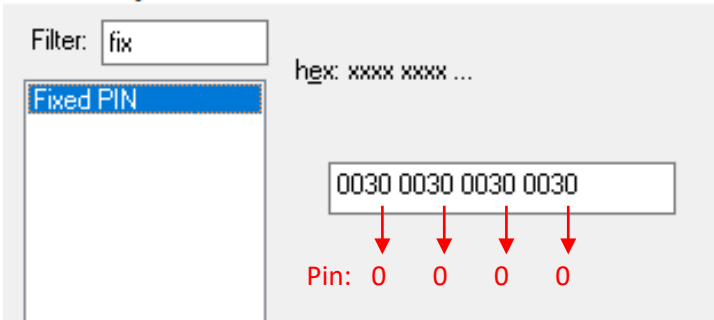 Filter: fix
hex: xxxx xxxx ...
Fixed PIN
0030 0030 0030 0030
Pin: 0 0 0 0